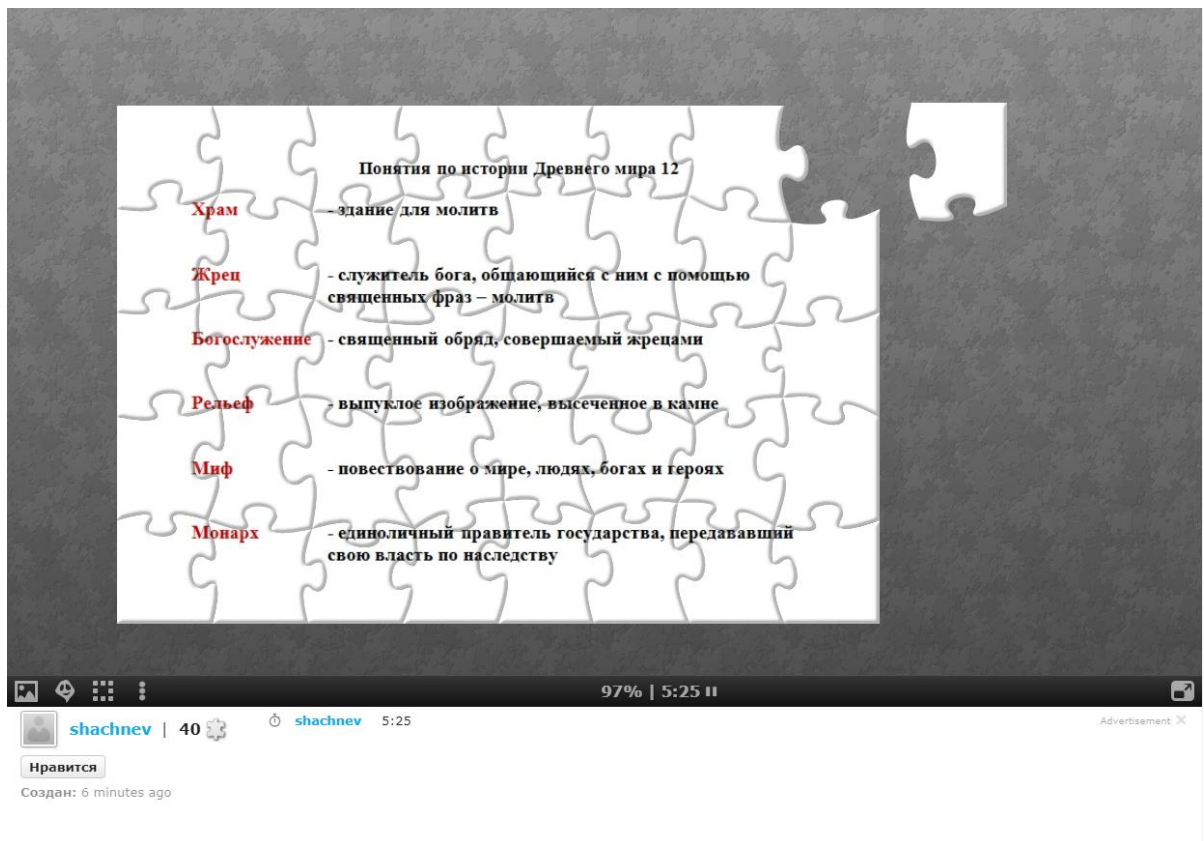 Понятия по истории Древнего мира 12
Храм - здание для молитв
Жрец - служитель бога, общающийся с ним с помощью
священных фраз – молитв
Богослужение - священный обряд, совершаемый жрецами
Рельеф - выпуклое изображение, высеченное в камне
Миф - повествование о мире, людях, богах и героях
Монарх - единоличный правитель государства, передававший
свою власть по наследству
97% | 5:25
shachnev | 40
shachnev 5:25
Advertisement
Нравится
Создан: 6 minutes ago